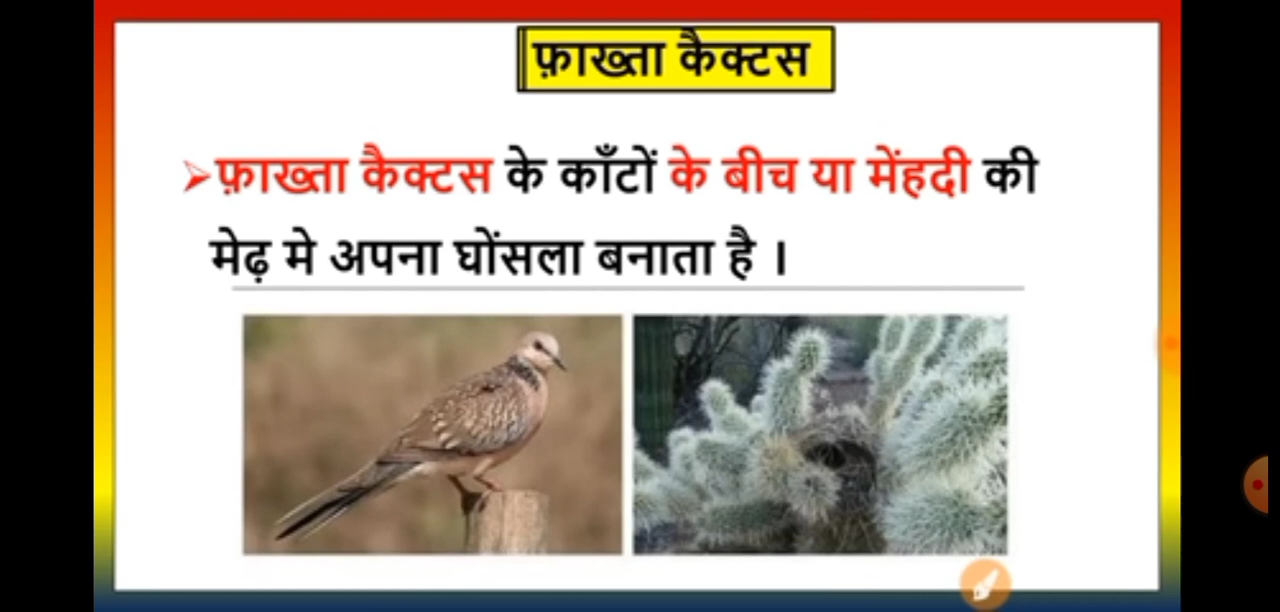 फ़ाख्ता कैक्टस
➢फ़ाख्ता कैक्टस के काँटों के बीच या मेंहदी की
मेढ़ मे अपना घोंसला बनाता है ।